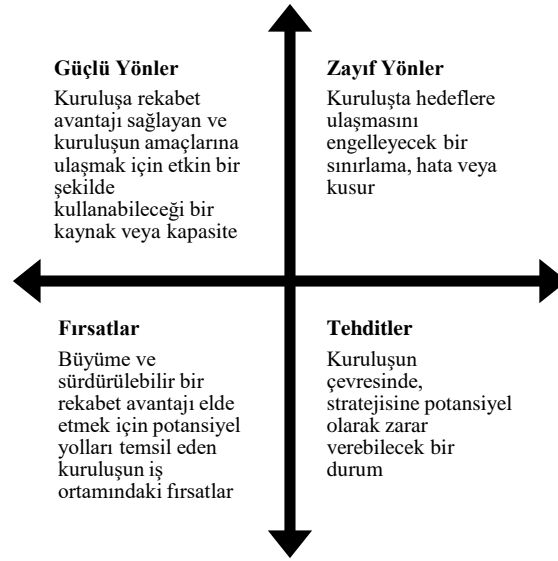 Güçlü Yönler
Kuruluşa rekabet
avantajı sağlayan ve
kuruluşun amaçlarına
ulaşmak için etkin bir
şekilde
kullanabileceği bir
kaynak veya kapasite
Zayıf Yönler
Kuruluşta hedeflere
ulaşmasını
engelleyecek bir
sınırlama, hata veya
kusur
Fırsatlar
Büyüme ve
sürdürülebilir bir
rekabet avantajı elde
etmek için potansiyel
yolları temsil eden
kuruluşun iş
ortamındaki fırsatlar
Tehditler
Kuruluşun
çevresinde,
stratejisine potansiyel
olarak zarar
verebilecek bir
durum